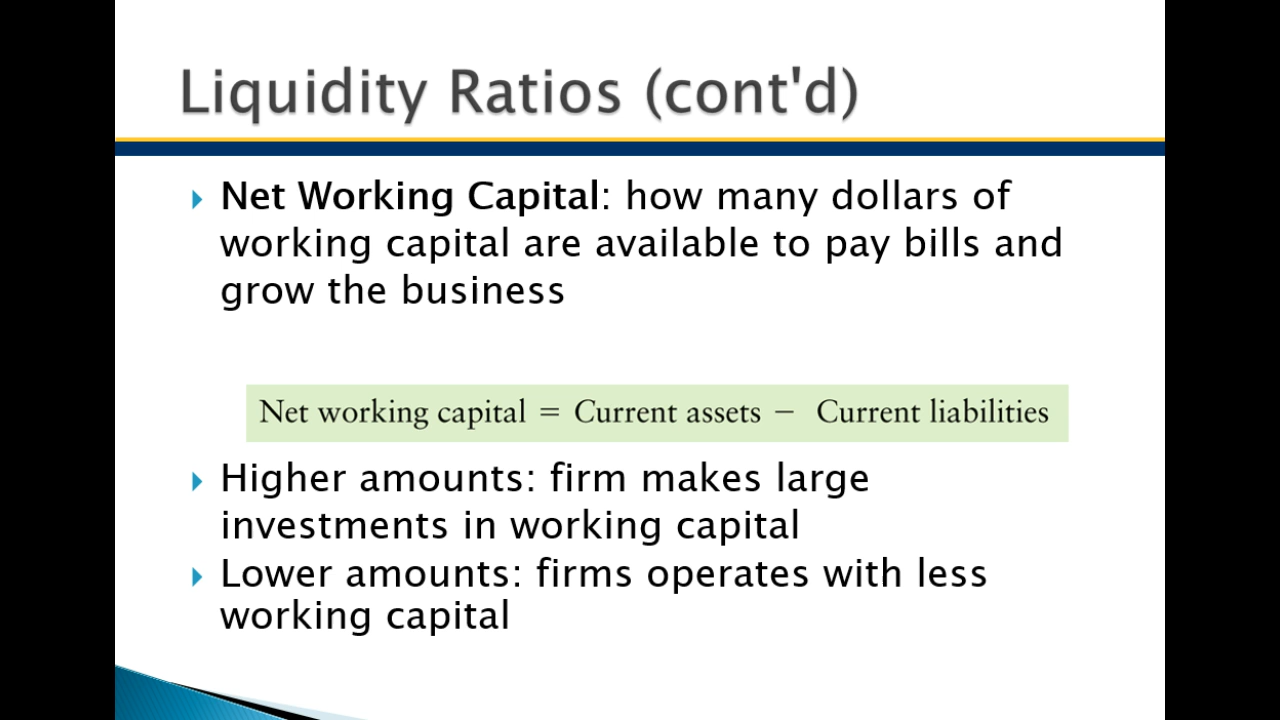 Liquidity Ratios (cont'd)
Net Working Capital: how many dollars of
working capital are available to pay bills and
grow the business
Net working capital = Current assets − Current liabilities
Higher amounts: firm makes large
investments in working capital
Lower amounts: firms operates with less
working capital